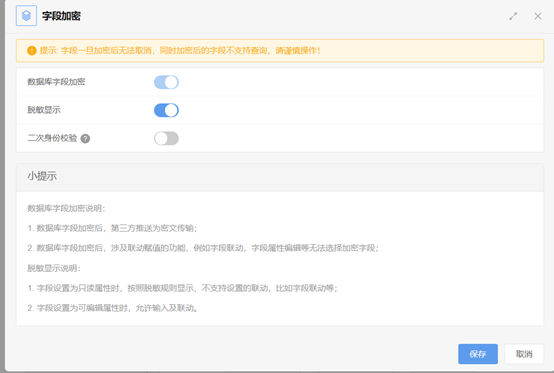 字段加密
提示: 字段一旦加密后无法取消，同时加密后的字段不支持查询，请谨慎操作！
数据库字段加密
脱敏显示
二次身份校验 ?
小提示
数据库字段加密说明：
1. 数据库字段加密后，第三方推送为密文传输；
2. 数据库字段加密后，涉及联动赋值的功能，例如字段联动，字段属性编辑等无法选择加密字段；
脱敏显示说明：
1. 字段设置为只读属性时，按照脱敏规则显示，不支持设置的联动，比如字段联动等；
2. 字段设置为可编辑属性时，允许输入及联动。
保存 取消